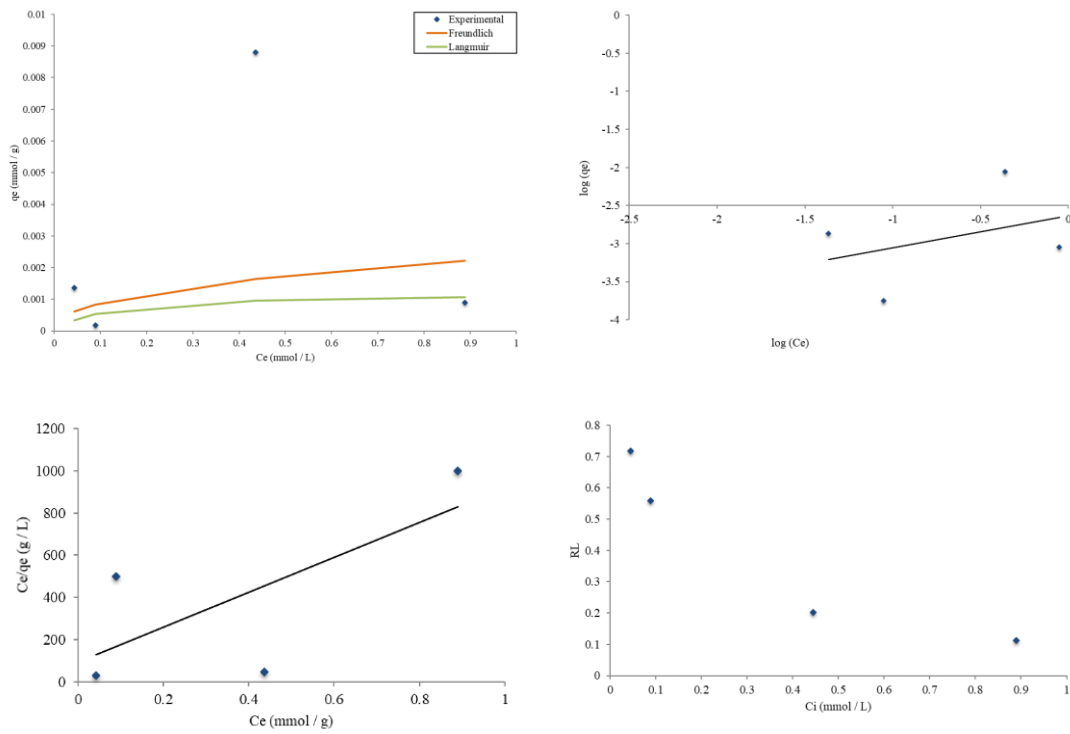 0.01
0.009
0.008
0.007
0.006
0.005
0.004
0.003
0.002
0.001
0
qe (mmol / g)
0 0.1 0.2 0.3 0.4 0.5 0.6 0.7 0.8 0.9 1
Ce (mmol / L)
Experimental
Freundlich
Langmuir
0
-0.5
-1
-1.5
-2
-2.5
-3
-3.5
-4
log (qe)
-2.5 -2 -1.5 -1 -0.5 0
log (Ce)
1200
1000
800
600
400
200
0
Ce/qe (g / L)
0 0.2 0.4 0.6 0.8 1
Ce (mmol / g)
0.8
0.7
0.6
0.5
0.4
0.3
0.2
0.1
0
RL
0 0.1 0.2 0.3 0.4 0.5 0.6 0.7 0.8 0.9 1
Ci (mmol / L)